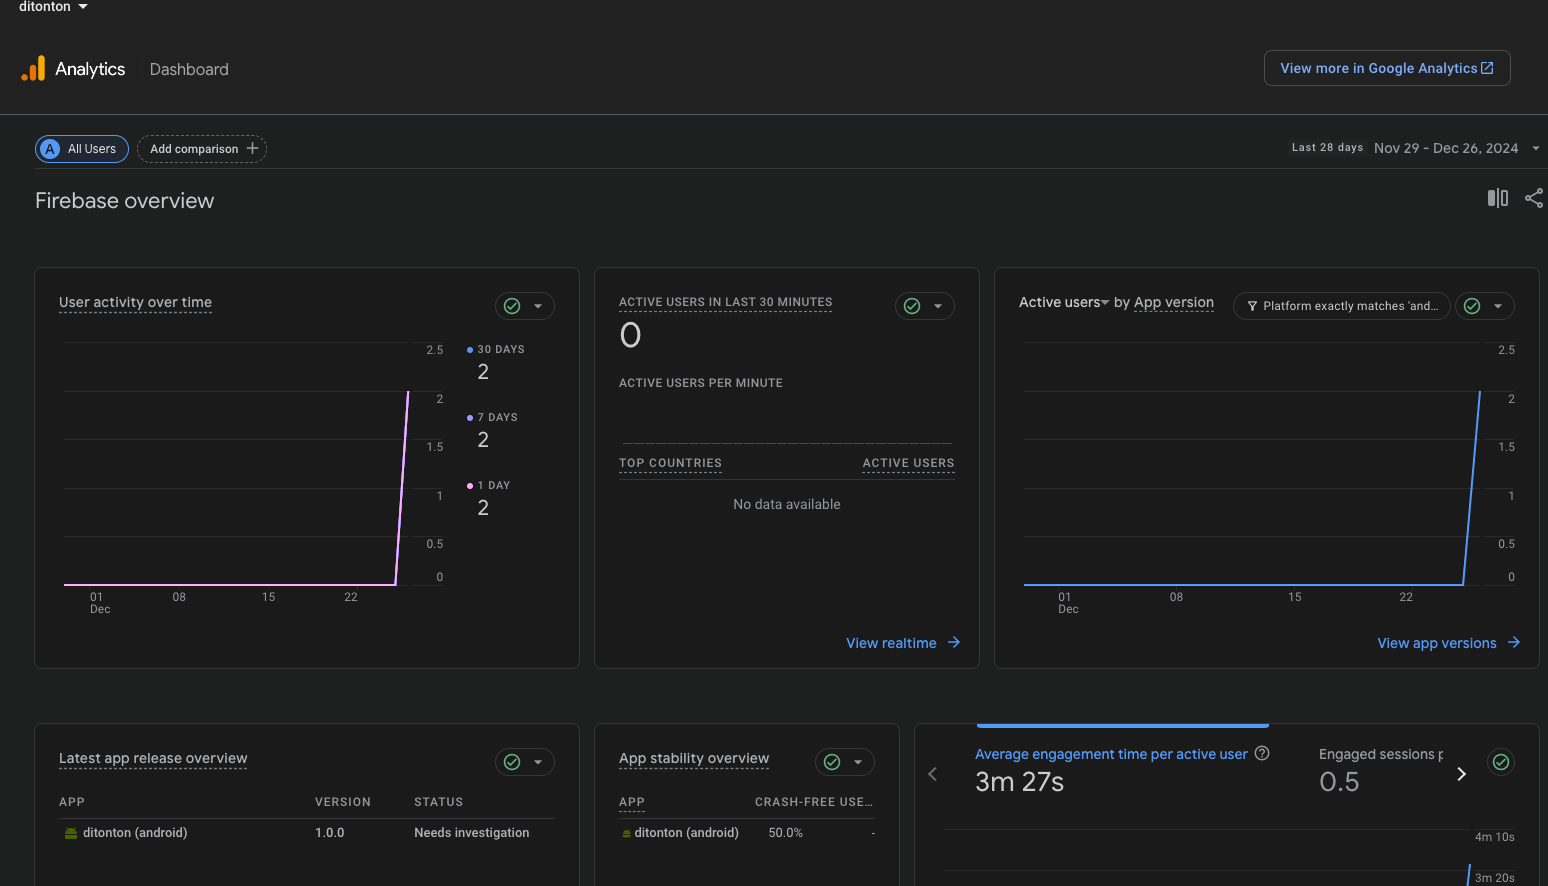 ditonton
Analytics
Dashboard
View more in Google Analytics
A All Users
Add comparison
Last 28 days Nov 29 - Dec 26, 2024
Firebase overview
User activity over time
2.5
2
1.5
1
0.5
0
01
Dec
08
15
22
30 DAYS
2
7 DAYS
2
1 DAY
2
ACTIVE USERS IN LAST 30 MINUTES
0
ACTIVE USERS PER MINUTE
TOP COUNTRIES ACTIVE USERS
No data available
View realtime
Active users by App version
Platform exactly matches 'and...
2.5
2
1.5
1
0.5
0
01
Dec
08
15
22
View app versions
Latest app release overview
APP VERSION STATUS
ditonton (android) 1.0.0 Needs investigation
App stability overview
APP CRASH-FREE USE...
ditonton (android) 50.0% -
Average engagement time per active user
3m 27s
Engaged sessions p
0.5
4m 10s
3m 20s